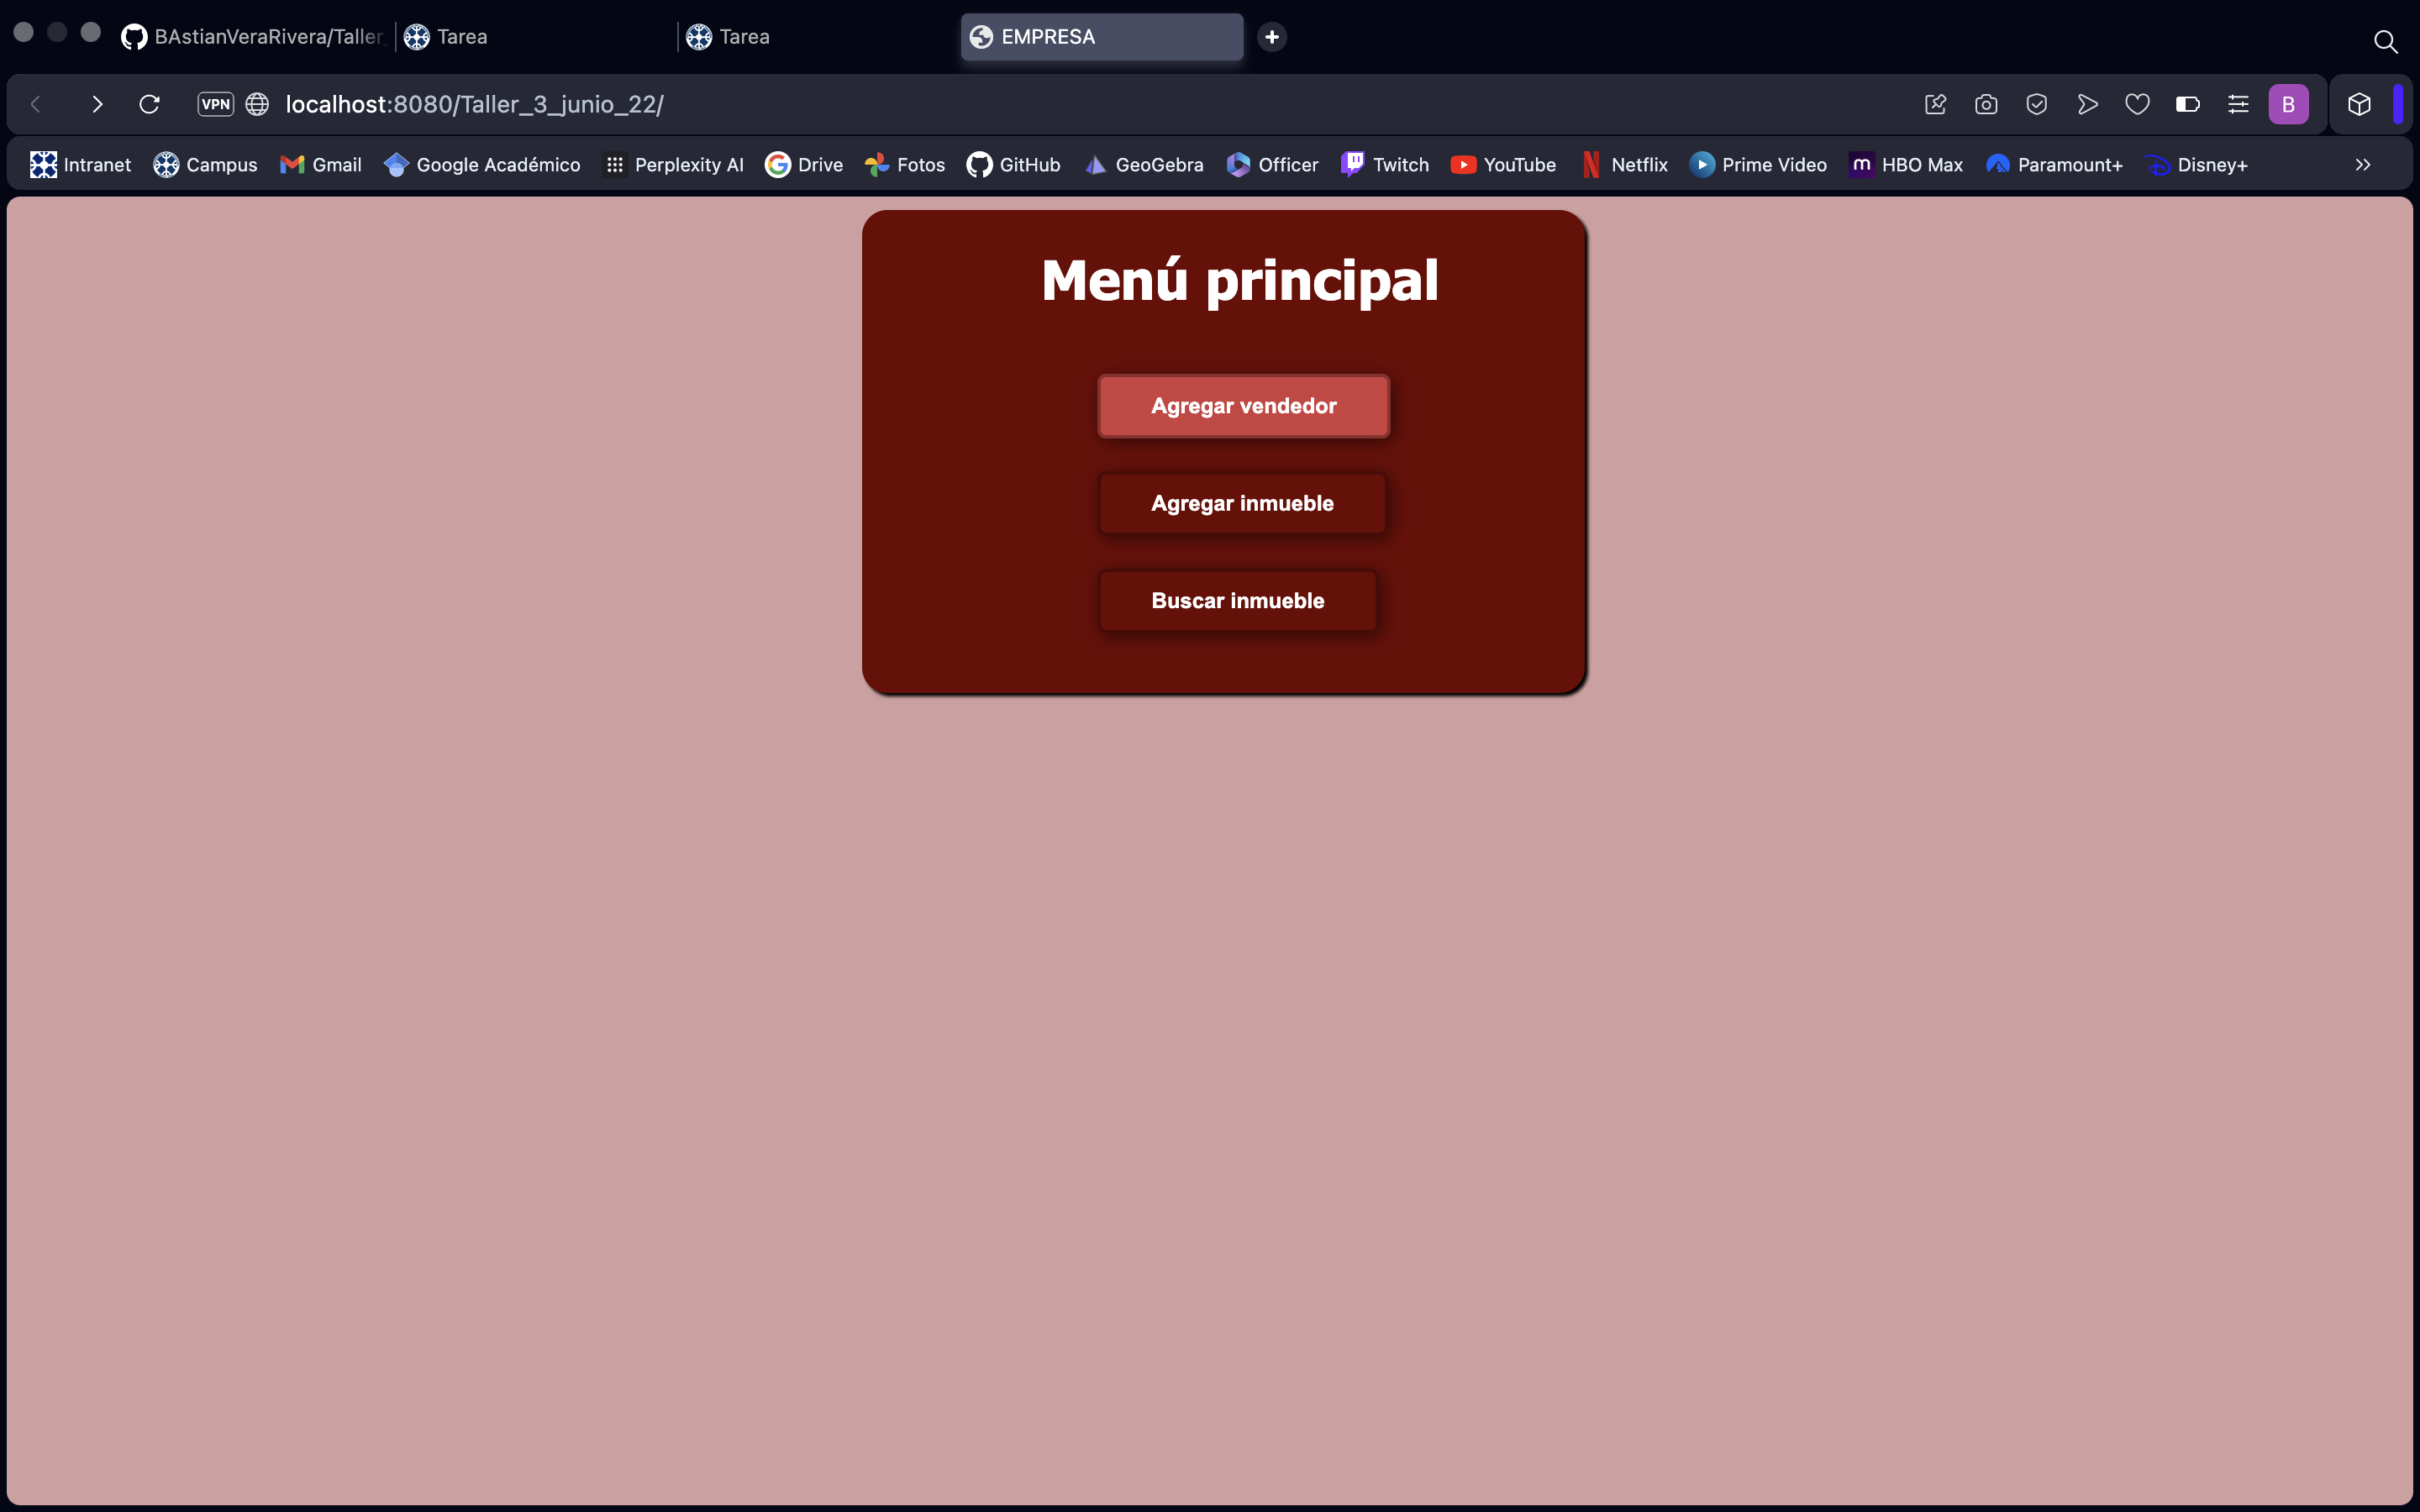 BAstianVeraRivera/Taller_
Tarea
Tarea
EMPRESA
VPN
localhost:8080/Taller_3_junio_22/
B
Intranet
Campus
Gmail
Google Académico
Perplexity AI
Drive
Fotos
GitHub
GeoGebra
Officer
Twitch
YouTube
Netflix
Prime Video
m HBO Max
Paramount+
Disney+
Menú principal
Agregar vendedor
Agregar inmueble
Buscar inmueble